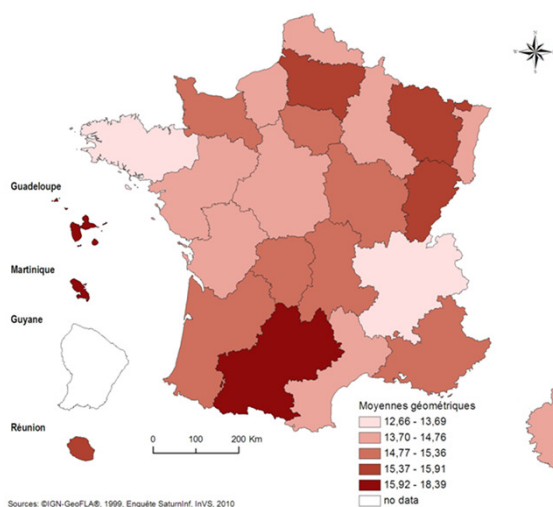 Guadeloupe
Martinique
Guyane
Réunion
0 100 200 Km
Moyennes géométriques
12,66 - 13,69
13,70 - 14,76
14,77 - 15,36
15,37 - 15,91
15,92 - 18,39
no data
Sources: ©IGN-GeoFLA®, 1999, Enquête SaturnInf, InVS, 2010